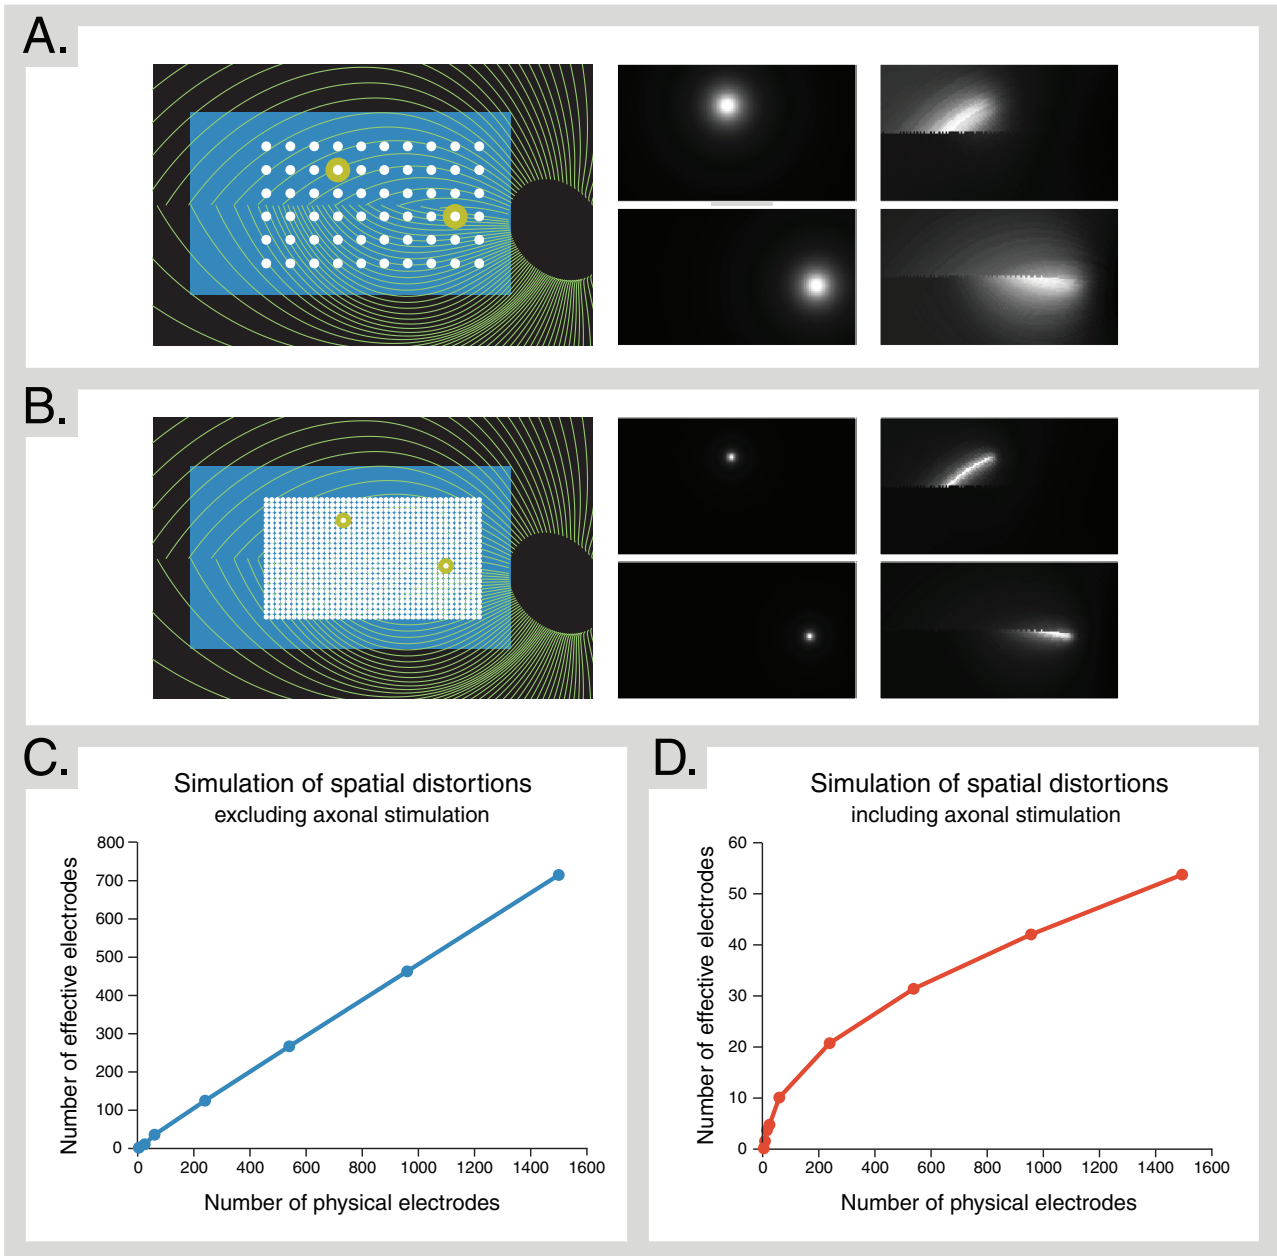 A.
B.
C.
Simulation of spatial distortions
excluding axonal stimulation
Number of effective electrodes
800
700
600
500
400
300
200
100
0
0 200 400 600 800 1000 1200 1400 1600
Number of physical electrodes
D.
Simulation of spatial distortions
including axonal stimulation
Number of effective electrodes
60
50
40
30
20
10
0
0 200 400 600 800 1000 1200 1400 1600
Number of physical electrodes